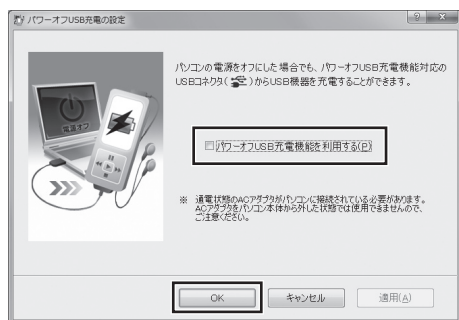 パワーオフUSB充電の設定
パソコンの電源をオフにした場合でも、パワーオフUSB充電機能対応の
USBコネクタ( )からUSB機器を充電することができます。
電源オフ
パワーオフUSB充電機能を利用する(P)
※ 通電状態のACアダプタがパソコンに接続されている必要があります。
ACアダプタをパソコン本体から外した状態では使用できませんので、
ご注意ください。
OK
キャンセル
適用(A)